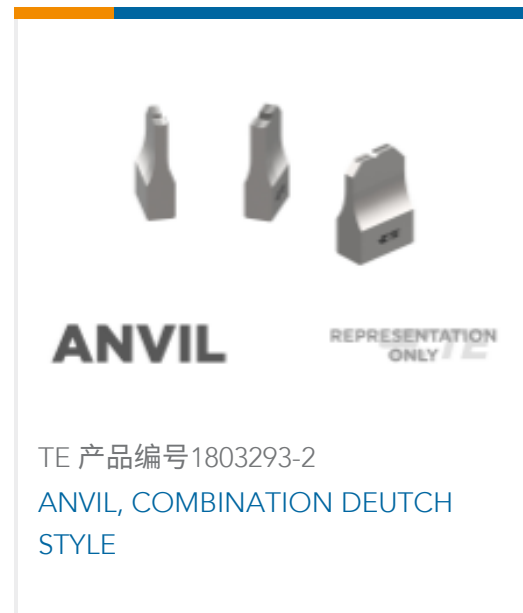 ANVIL
REPRESENTATION
ONLY
TE
TE 产品编号1803293-2
ANVIL, COMBINATION DEUTCH
STYLE